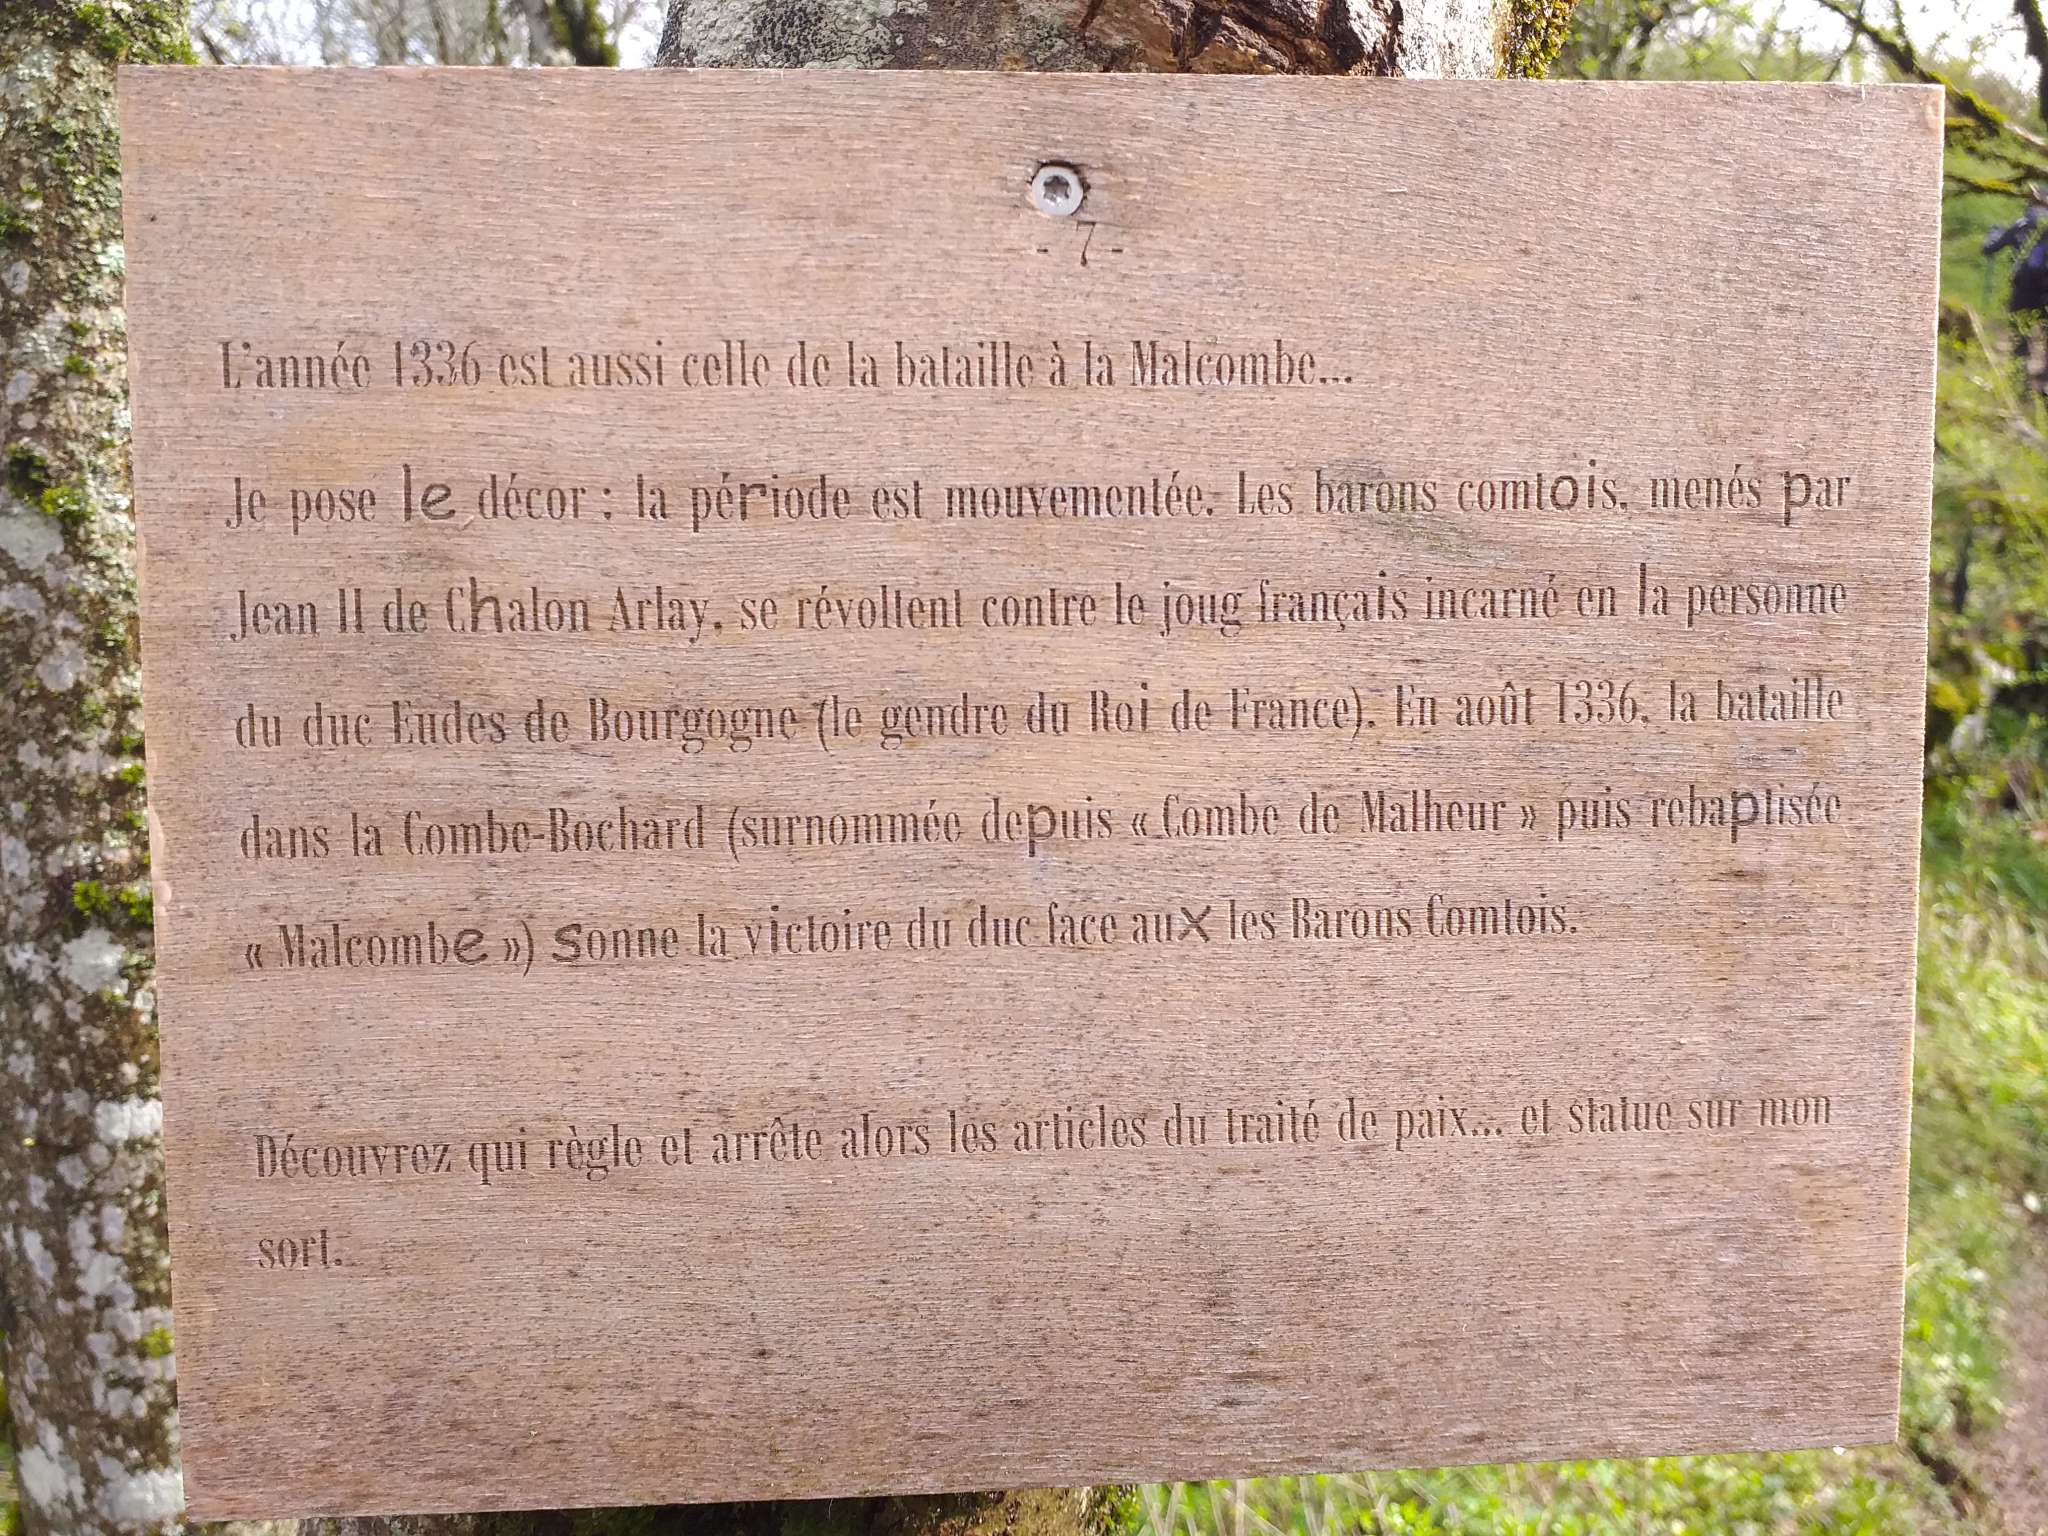 - 7 -
L'année 1336 est aussi celle de la bataille à la Malcombe...
Je pose le décor : la période est mouvementée. Les barons comtois, menés par
Jean II de Chalon Arlay, se révoltent contre le joug français incarné en la personne
du duc Eudes de Bourgogne (le gendre du Roi de France). En août 1336, la bataille
dans la Combe-Bochard (surnommée depuis « Combe de Malheur » puis rebaptisée
« Malcombe ») sonne la victoire du duc face aux les Barons Comtois.
Découvrez qui règle et arrête alors les articles du traité de paix... et statue sur mon
sort.